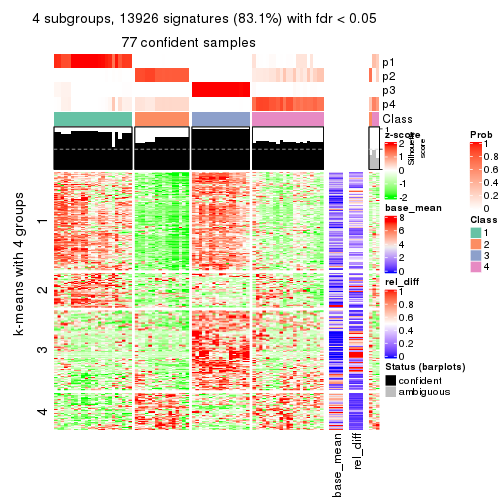 4 subgroups, 13926 signatures (83.1%) with fdr < 0.05
77 confident samples
p1
p2
p3
p4
Class
1
Silhouette
score
k-means with 4 groups
1
2
3
4
base_mean
rel_diff
z-score
2
1
0
-1
-2
base_mean
8
6
4
2
0
rel_diff
1
0.8
0.6
0.4
0.2
0
Status (barplots)
confident
ambiguous
Prob
1
0.8
0.6
0.4
0.2
0
Class
1
2
3
4